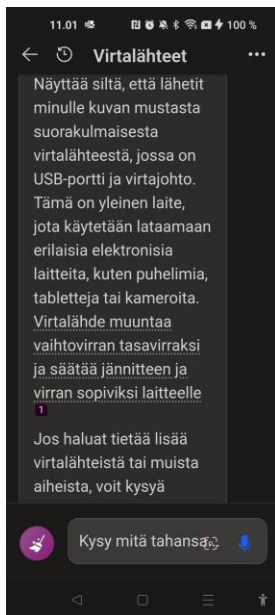 11.01 100 %
Virtalähteet
Näyttää siltä, että lähetit
minulle kuvan mustasta
suorakulmaisesta
virtalähteestä, jossa on
USB-portti ja virtajohto.
Tämä on yleinen laite,
jota käytetään lataamaan
erilaisia elektronisia
laitteita, kuten puhelimia,
tabletteja tai kameroita.
Virtalähde muuntaa
vaihtovirran tasavirraksi
ja säätää jännitteen ja
virran sopiviksi laitteelle
1
Jos haluat tietää lisää
virtalähteistä tai muista
aiheista, voit kysyä
Kysy mitä tahansa